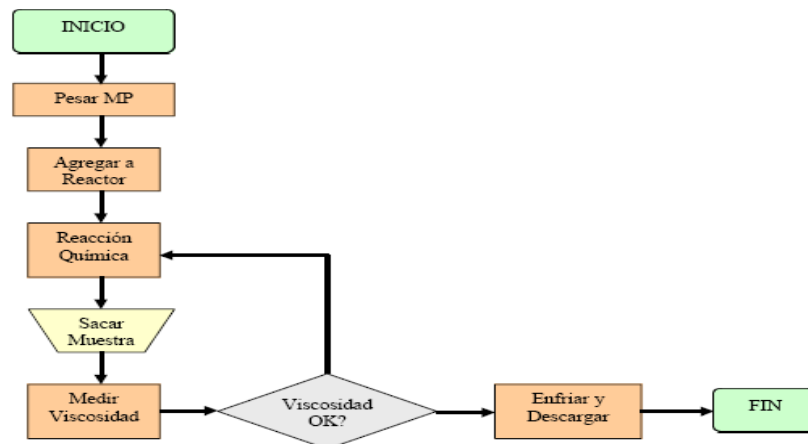 INICIO
Pesar MP
Agregar a
Reactor
Reacción
Química
Sacar
Muestra
Medir
Viscosidad
Viscosidad
OK?
Enfriar y
Descargar
FIN